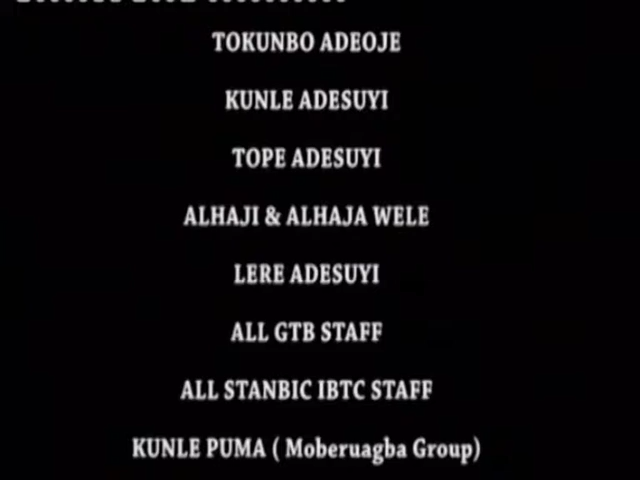 TOKUNBO ADEOJE
KUNLE ADESUYI
TOPE ADESUYI
ALHAJI & ALHAJA WELE
LERE ADESUYI
ALL GTB STAFF
ALL STANBIC IBTC STAFF
KUNLE PUMA ( Moberuagba Group)